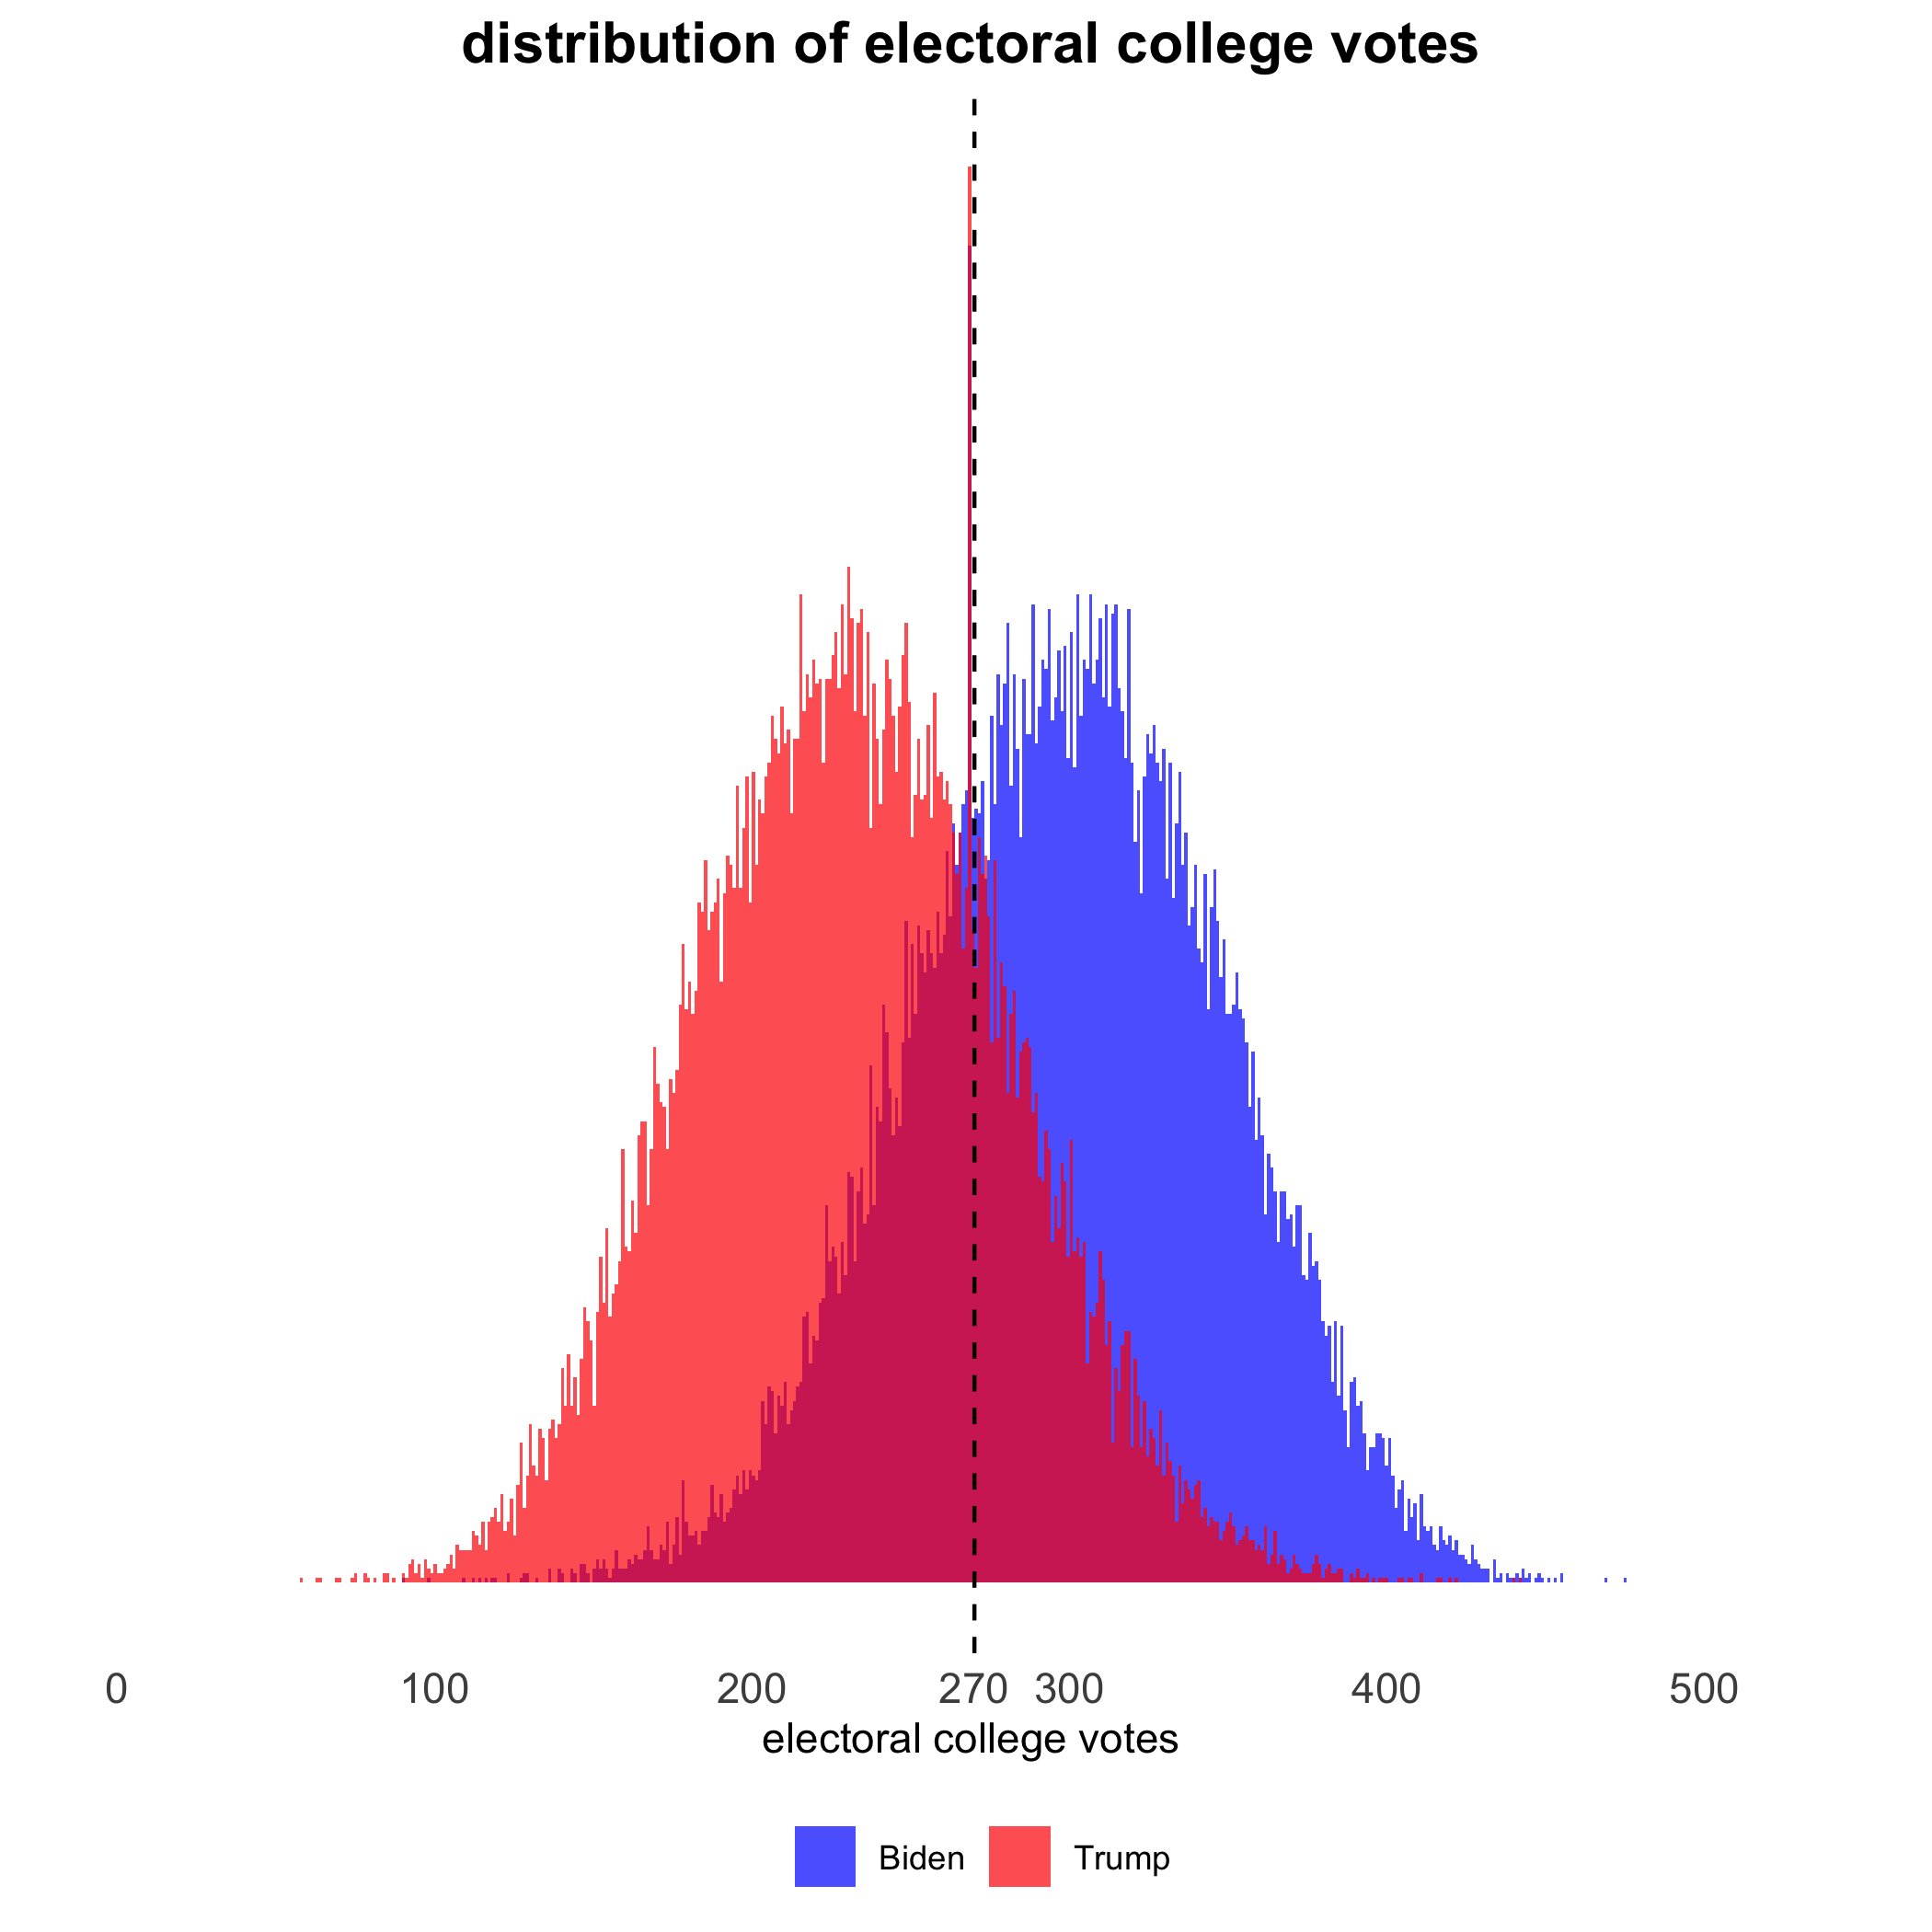 distribution of electoral college votes
0 100 200 270 300 400 500
electoral college votes
Biden Trump